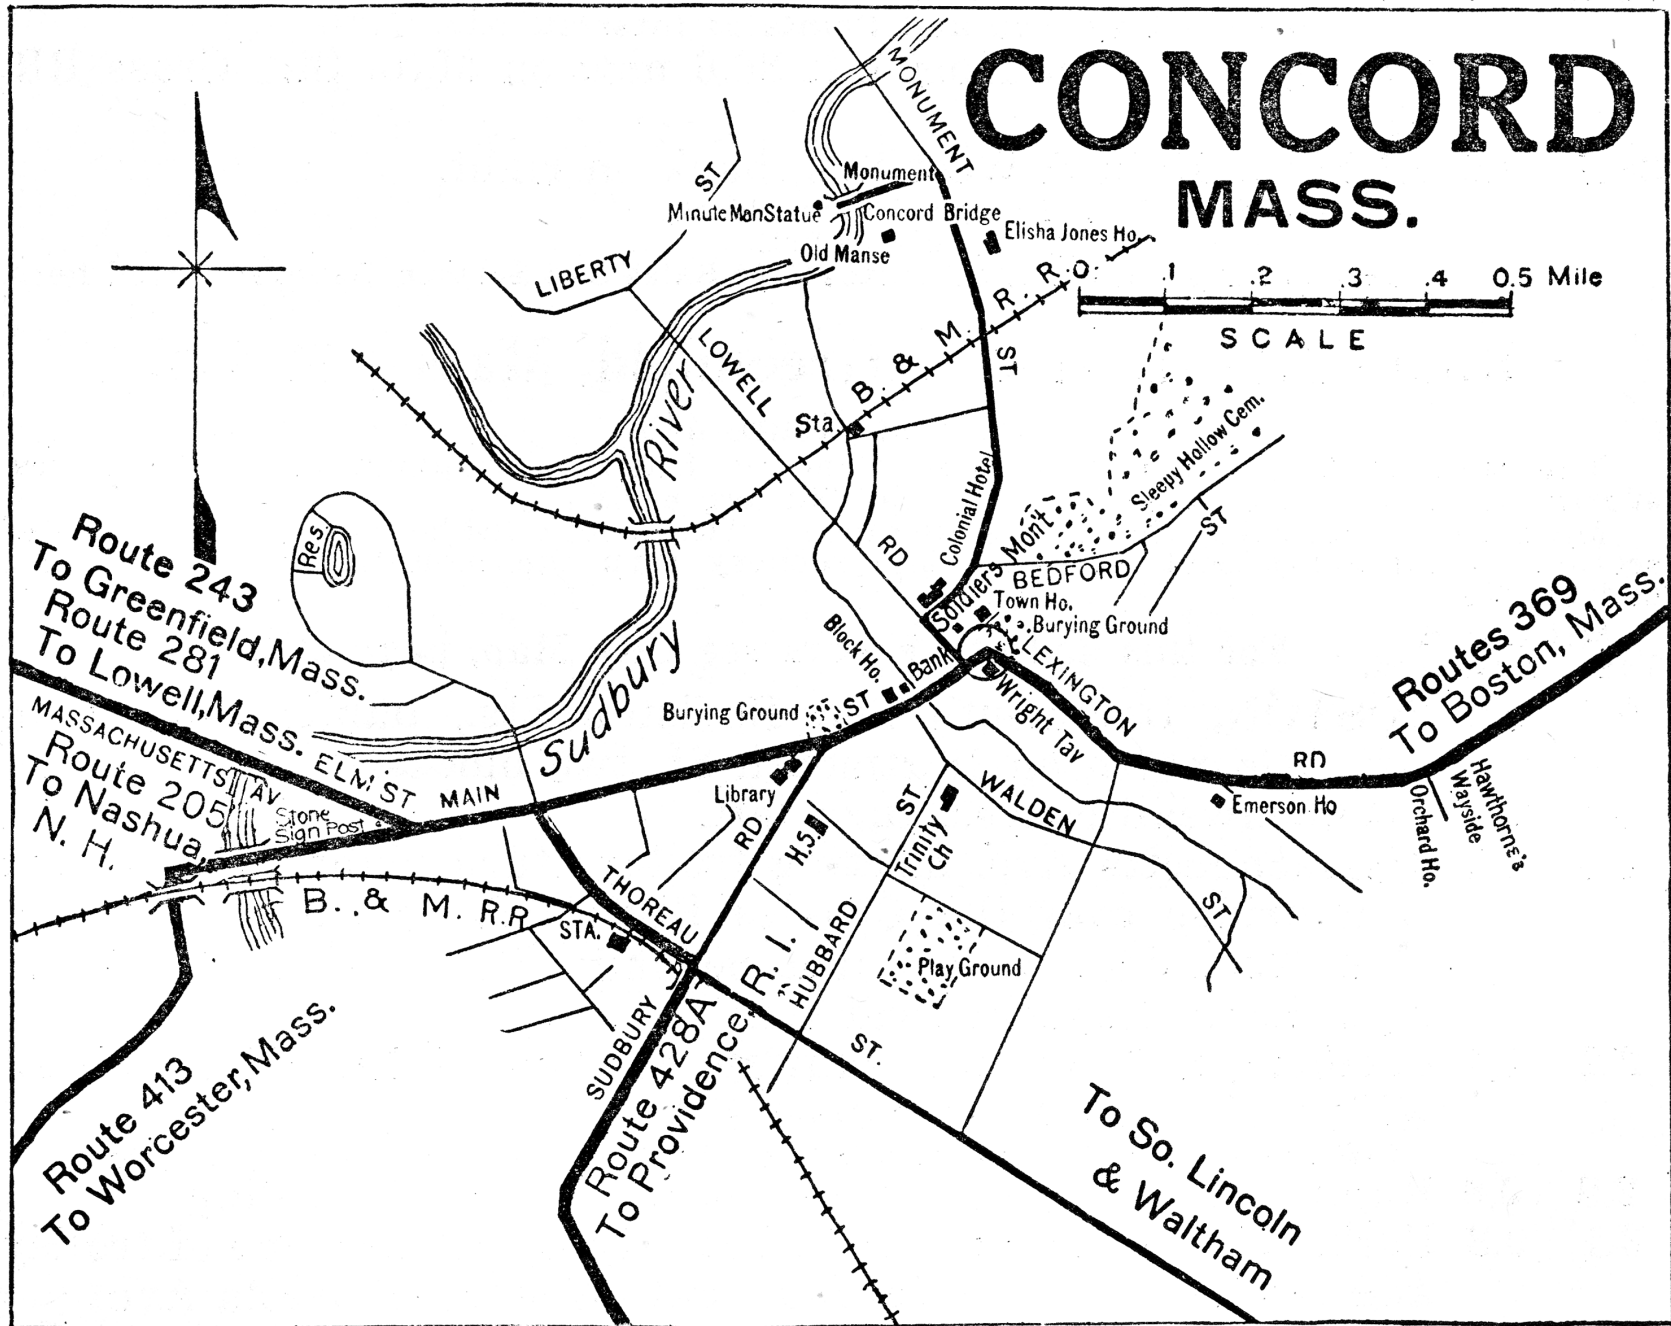 CONCORD
MASS.
0 .1 .2 .3 .4 0.5 Mile
SCALE
MONUMENT
ST
Monument
Minute Man Statue
Concord Bridge
Old Manse
Elisha Jones Ho.
B. & M. R. R.
LIBERTY
ST
LOWELL
RD
River
Sudbury
Sta.
Colonial Hotel
Sleepy Hollow Cem.
Soldiers Mon't
BEDFORD
ST
Town Ho.
Burying Ground
Res.
Route 243
To Greenfield, Mass.
Route 281
To Lowell, Mass.
MASSACHUSETTS AV
Route 205
To Nashua,
N. H.
ELM ST
Stone
Sign Post
MAIN
ST
Burying Ground
Block Ho.
Bank
LEXINGTON
RD
Wright Tav
Routes 369
To Boston, Mass.
Library
RD
H.S.
ST.
Trinity
Ch
WALDEN
ST
Emerson Ho
Orchard Ho.
Hawthorne's
Wayside
B. & M. R.R
STA.
THOREAU
ST.
HUBBARD
Play Ground
SUDBURY
Route 428A
To Providence, R. I.
Route 413
To Worcester, Mass.
To So. Lincoln
& Waltham